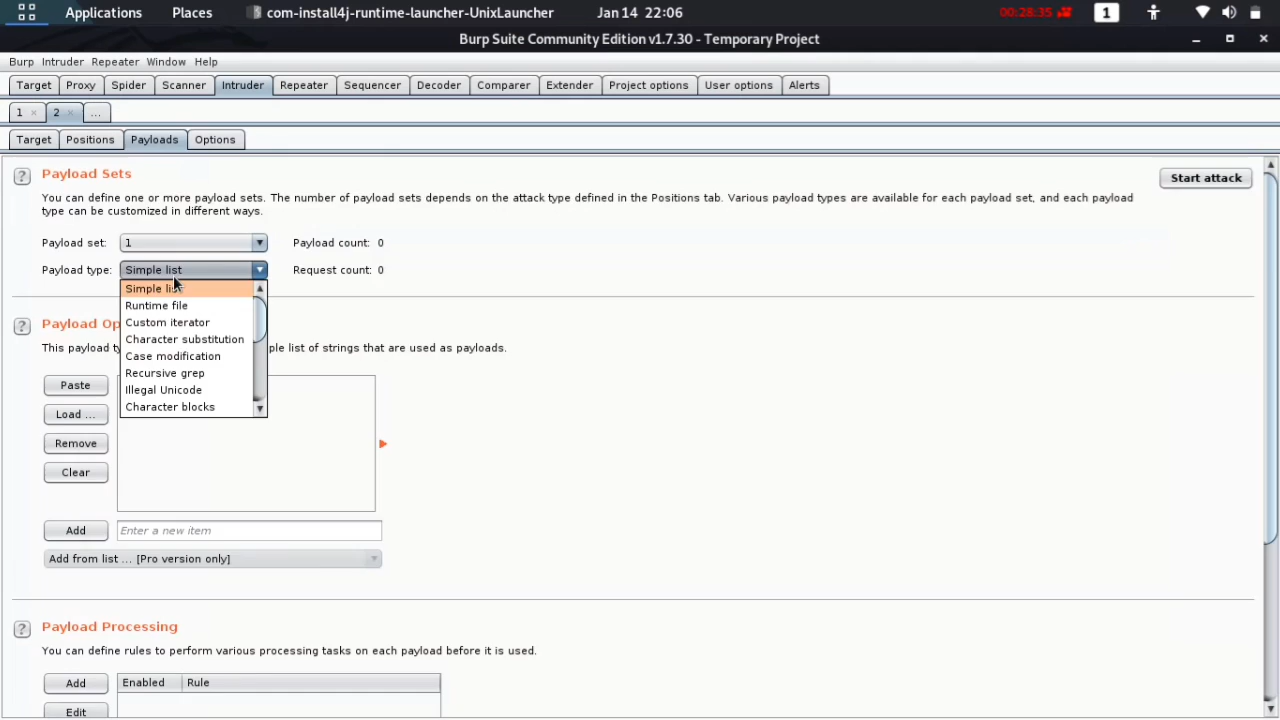 Applications Places com-install4j-runtime-launcher-UnixLauncher Jan 14 22:06 00:28:35 1
Burp Suite Community Edition v1.7.30 - Temporary Project
Burp Intruder Repeater Window Help
Target Proxy Spider Scanner Intruder Repeater Sequencer Decoder Comparer Extender Project options User options Alerts
1 × 2 × ...
Target Positions Payloads Options
? Payload Sets Start attack
You can define one or more payload sets. The number of payload sets depends on the attack type defined in the Positions tab. Various payload types are available for each payload set, and each payload
type can be customized in different ways.
Payload set: 1 Payload count: 0
Payload type: Simple list Request count: 0
Simple list
Runtime file
Custom iterator
Character substitution
Case modification
Recursive grep
Illegal Unicode
Character blocks
? Payload Op
This payload ty ple list of strings that are used as payloads.
Paste
Load ...
Remove
Clear
Add Enter a new item
Add from list ... [Pro version only]
? Payload Processing
You can define rules to perform various processing tasks on each payload before it is used.
Add Enabled Rule
Edit